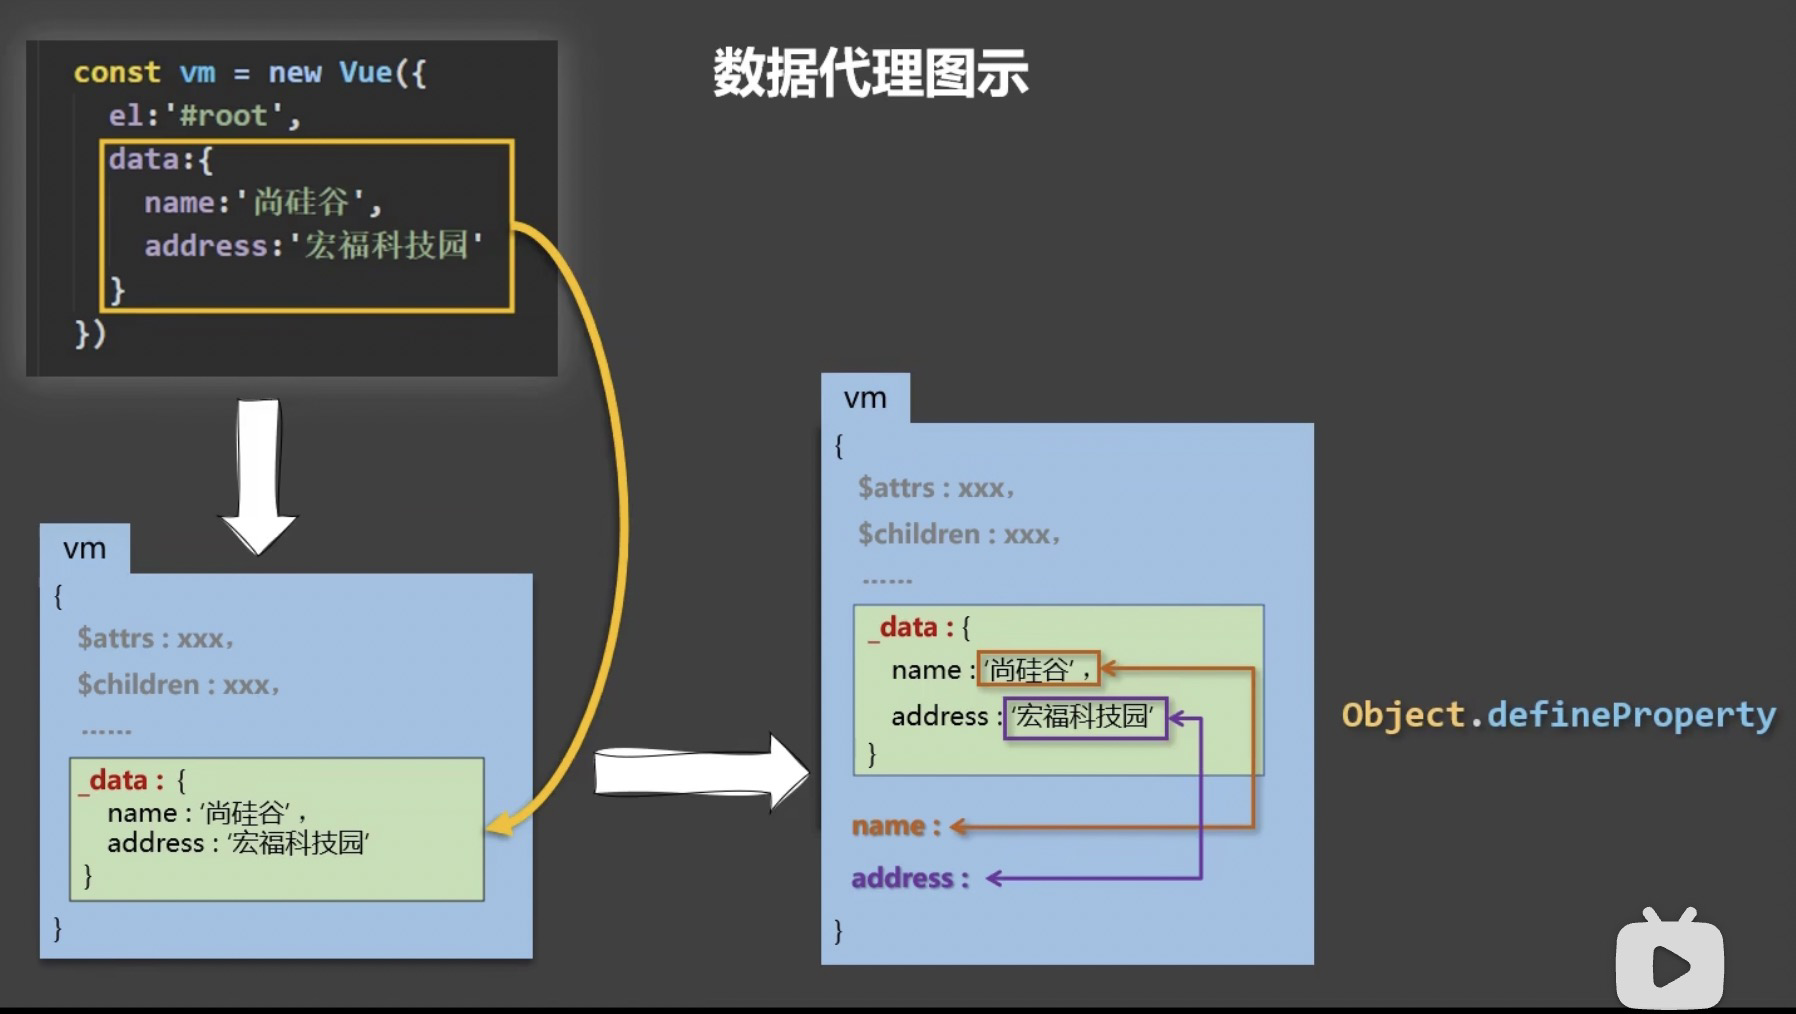 数据代理图示
const vm = new Vue({
el:'#root',
data:{
name:'尚硅谷',
address:'宏福科技园'
}
})
vm
{
$attrs : xxx，
$children : xxx，
......
_data : {
name : ‘尚硅谷’，
address : ‘宏福科技园’
}
}
vm
{
$attrs : xxx，
$children : xxx，
......
_data : {
name : ‘尚硅谷’，
address : ‘宏福科技园’
}
name :
address :
}
Object.defineProperty